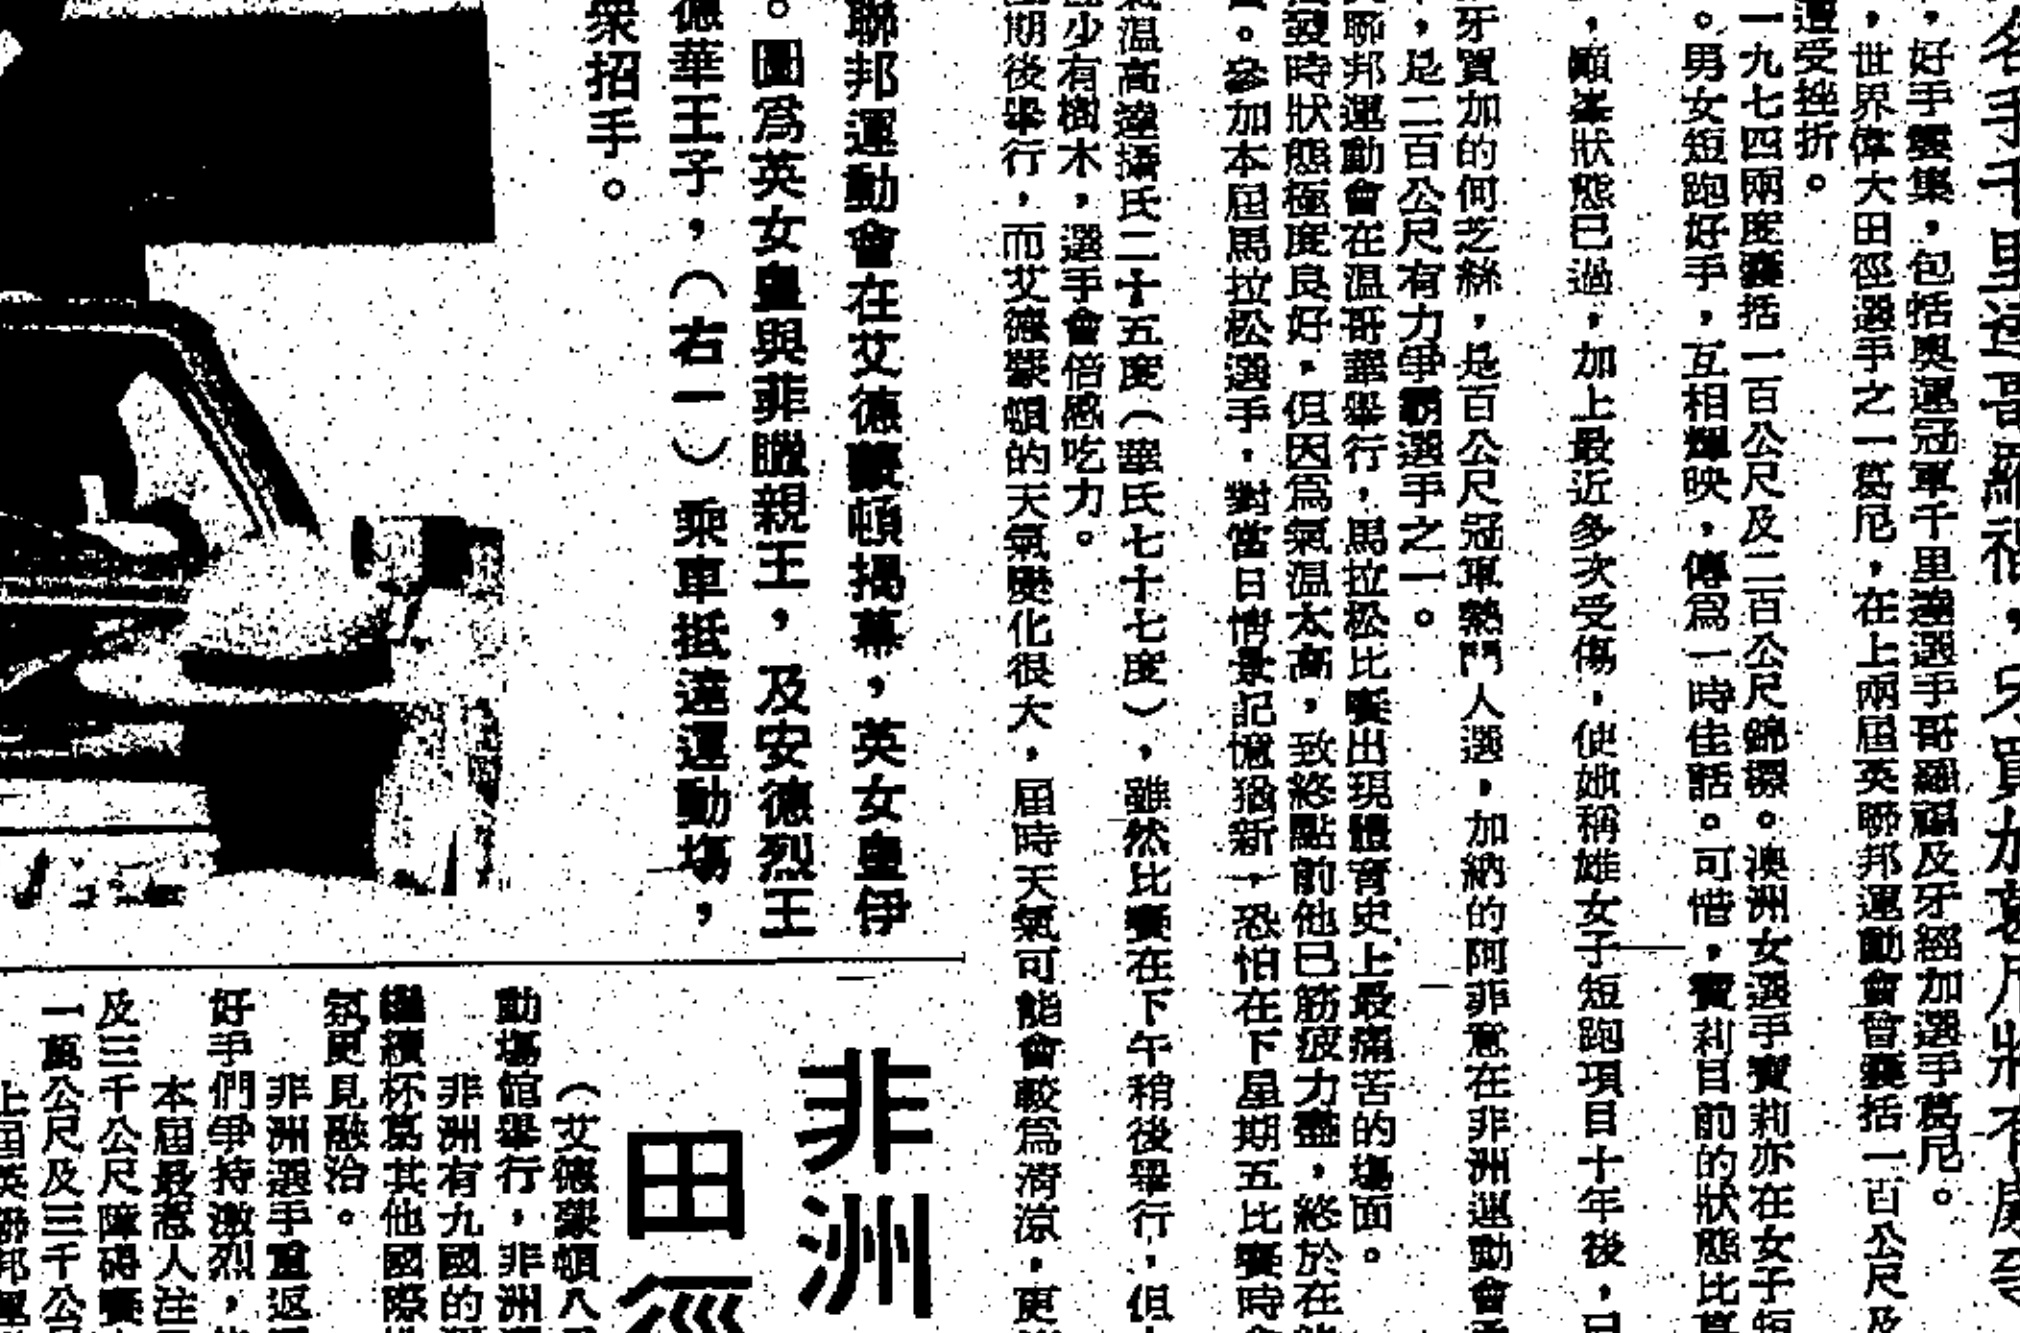 ，好手雲集，包括奧運冠軍千里達選手哥羅福及牙經加選手葛尼。
，世界偉大田徑選手之一葛尼，在上兩屆英聯邦運動會曾囊括一百公尺及
遭受挫折。
一九七四兩度囊括一百公尺及二百公尺錦標。澳洲女選手寶莉亦在女子短
。男女短跑好手，互相輝映，傳爲一時佳話。可惜，寶莉目前的狀態比
，巔峯狀態已過，加上最近多次受傷，使她稱雄女子短跑項目十年後，
牙買加的何芝絲，是百公尺冠軍熱門人選，加納的阿菲意在非洲運動會
，是二百公尺有力爭霸選手之一。
聯邦運動會在温哥華舉行，馬拉松比賽出現體育史上最痛苦的場面。
發時狀態極度良好，但因爲氣温太高，致終點前他已筋疲力盡，終於在
。參加本屆馬拉松選手，對當日情景記憶猶新，恐怕在下星期五比賽時
氣温高達攝氏二十五度（華氏七十七度），雖然比賽在下午稍後舉行，但
少有樹木，選手會倍感吃力。
期後舉行，而艾德蒙頓的天氣變化很大，屆時天氣可能會較爲清涼，更
聯邦運動會在艾德蒙頓揭幕，英女皇伊
。圖爲英女皇與菲臘親王，及安德烈王
德華王子，（右一）乘車抵達運動場，
衆招手。
非洲
田徑
（艾德蒙頓八
動場館舉行，非洲
非洲有九國的
繼續杯葛其他國際
氛更見融洽。
非洲選手重返
好手們爭持激烈，
本屆最惹人注
及三千公尺障碍賽
一萬公尺及三千公
上屆英聯邦運